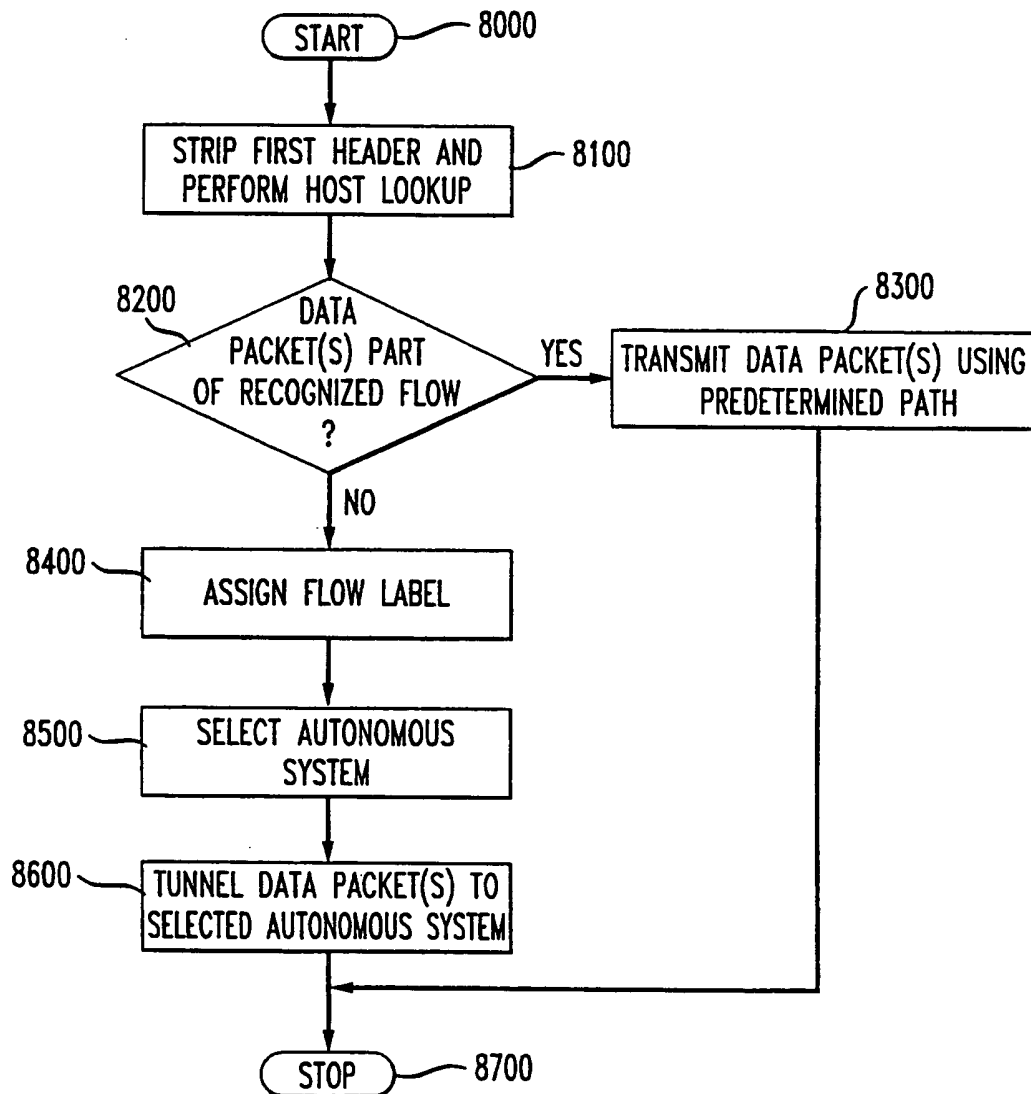 START
8000
STRIP FIRST HEADER AND
PERFORM HOST LOOKUP
8100
8200
DATA
PACKET(S) PART
OF RECOGNIZED FLOW
?
YES
8300
TRANSMIT DATA PACKET(S) USING
PREDETERMINED PATH
NO
8400
ASSIGN FLOW LABEL
8500
SELECT AUTONOMOUS
SYSTEM
8600
TUNNEL DATA PACKET(S) TO
SELECTED AUTONOMOUS SYSTEM
STOP
8700